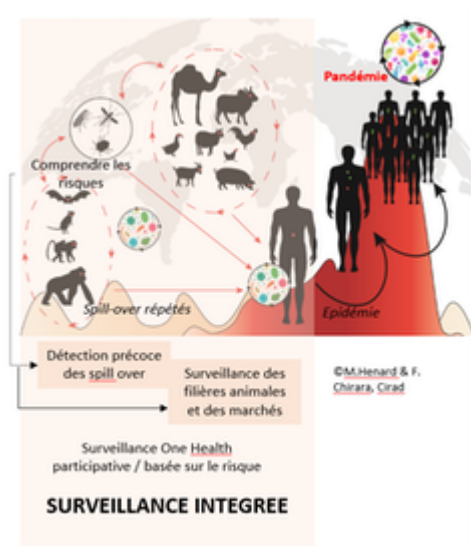 Pandémie
Comprendre les
risques
Spill-over répétés
Epidémie
Détection précoce
des spill over
Surveillance des
filières animales
et des marchés
©M.Henard & F.
Chirara, Cirad
Surveillance One Health
participative / basée sur le risque
SURVEILLANCE INTEGREE